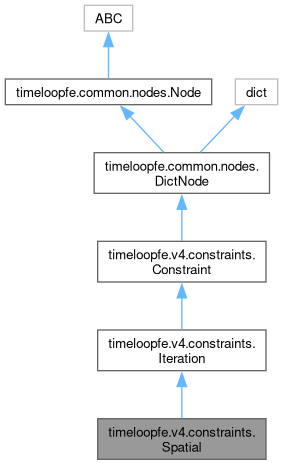 ABC
timeloopfe.common.nodes.Node
dict
timeloopfe.common.nodes.
DictNode
timeloopfe.v4.constraints.
Constraint
timeloopfe.v4.constraints.
Iteration
timeloopfe.v4.constraints.
Spatial